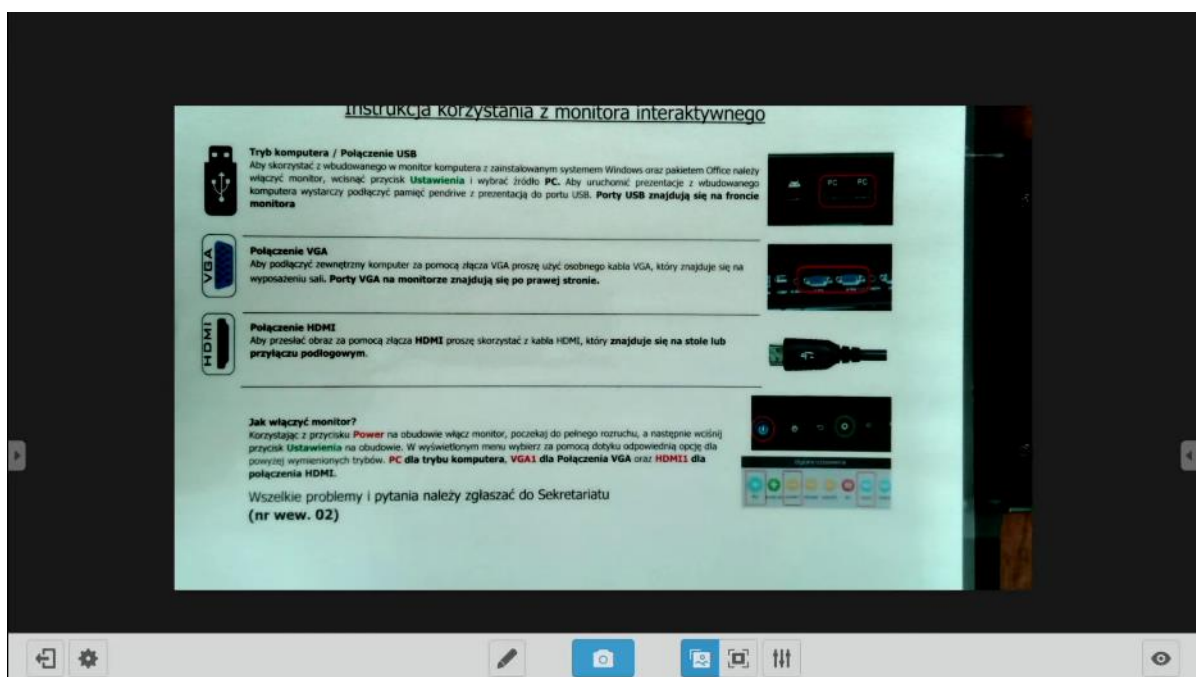 Instrukcja korzystania z monitora interaktywnego
Tryb komputera / Połączenie USB
Aby skorzystać z wbudowanego w monitor komputera z zainstalowanym systemem Windows oraz pakietem Office należy
włączyć monitor, wcisnąć przycisk Ustawienia i wybrać źródło PC. Aby uruchomić prezentacje z wbudowanego
komputera wystarczy podłączyć pamięć pendrive z prezentacją do portu USB. Porty USB znajdują się na froncie
monitora
PC PC
VGA
Połączenie VGA
Aby podłączyć zewnętrzny komputer za pomocą złącza VGA proszę użyć osobnego kabla VGA, który znajduje się na
wyposażeniu sali. Porty VGA na monitorze znajdują się po prawej stronie.
HDMI
Połączenie HDMI
Aby przesłać obraz za pomocą złącza HDMI proszę skorzystać z kabla HDMI, który znajduje się na stole lub
przyłączu podłogowym.
Jak włączyć monitor?
Korzystając z przycisku Power na obudowie włącz monitor, poczekaj do pełnego rozruchu, a następnie wciśnij
przycisk Ustawienia na obudowie. W wyświetlonym menu wybierz za pomocą dotyku odpowiednią opcję dla
powyżej wymienionych trybów. PC dla trybu komputera, VGA1 dla Połączenia VGA oraz HDMI1 dla
połączenia HDMI.
Wszelkie problemy i pytania należy zgłaszać do Sekretariatu
(nr wew. 02)